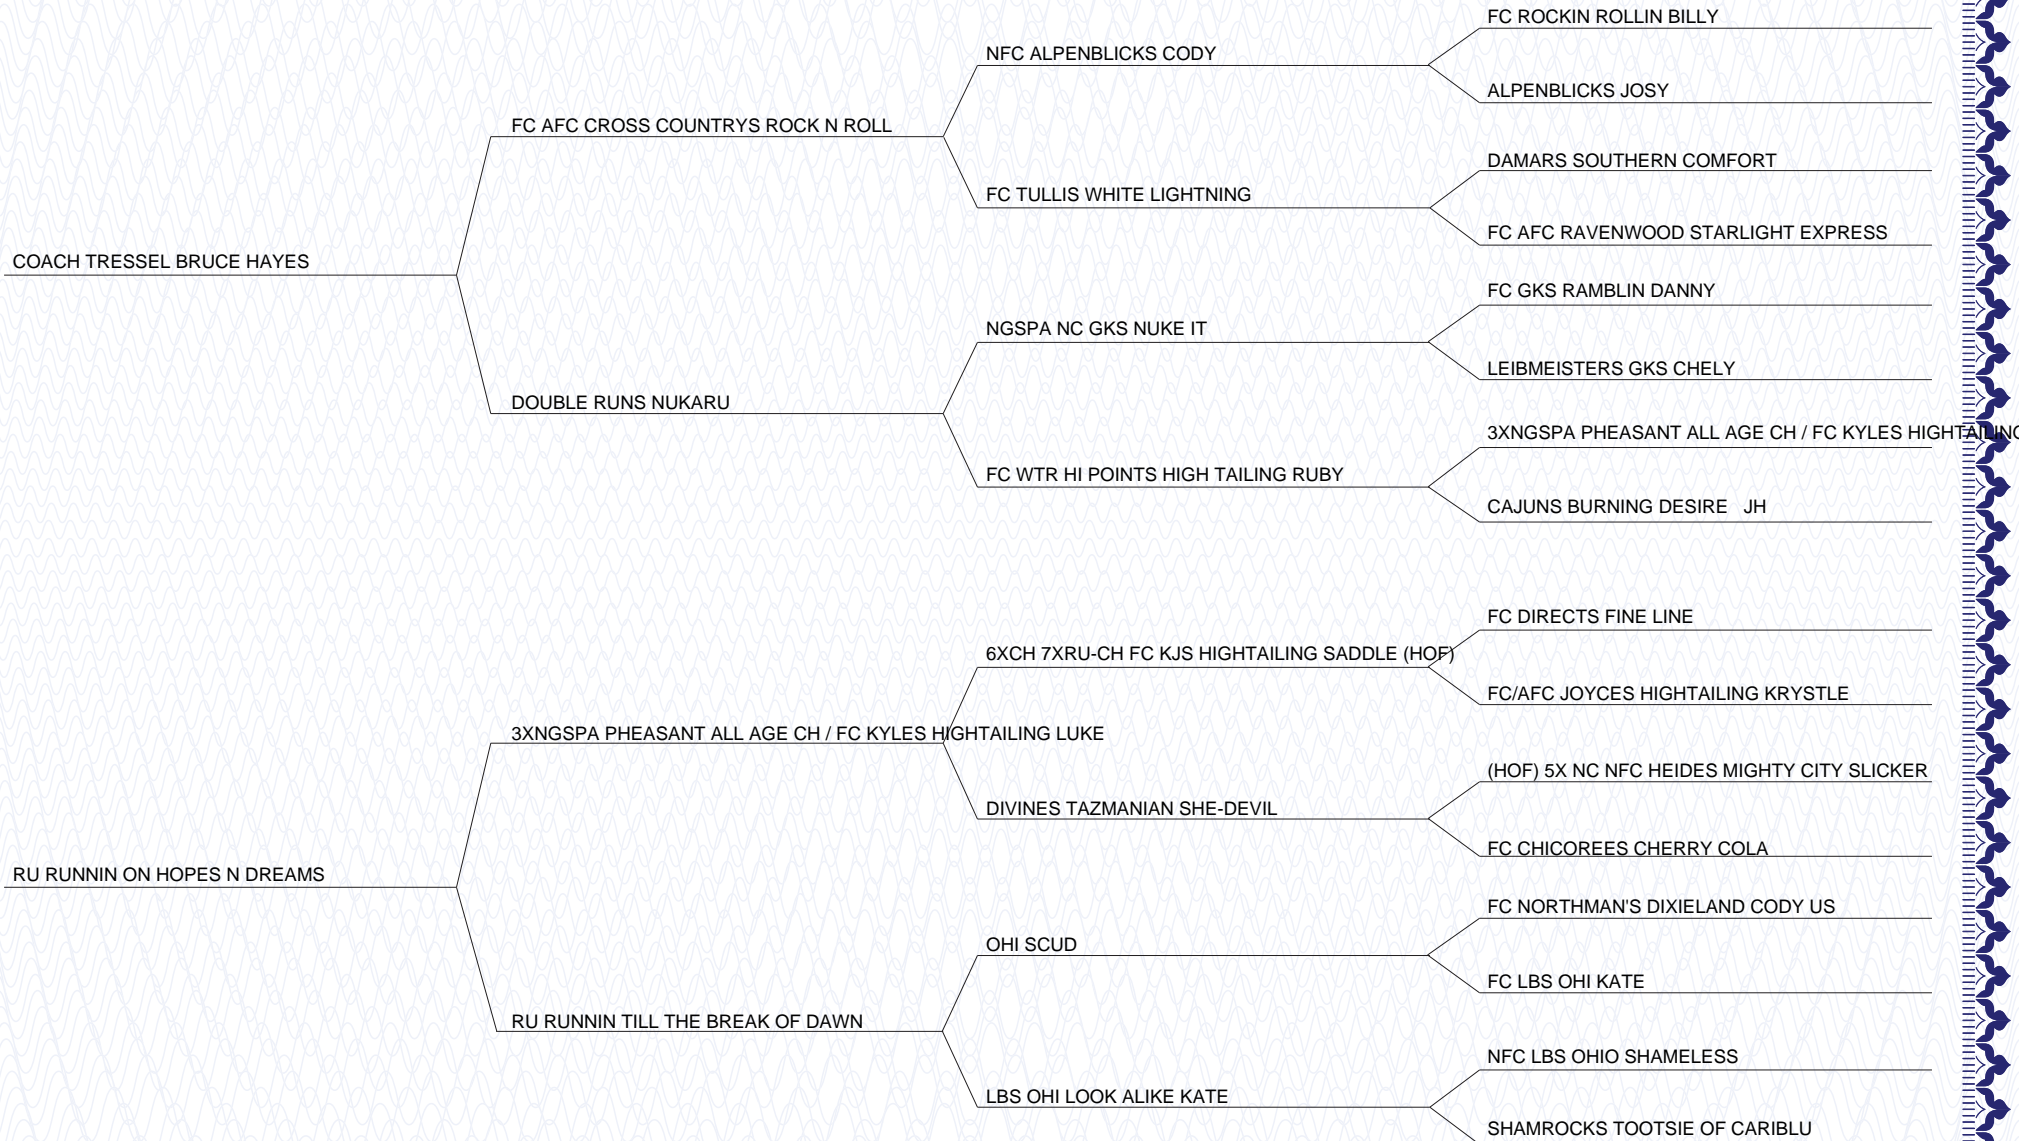 FC ROCKIN ROLLIN BILLY
NFC ALPENBLICKS CODY
ALPENBLICKS JOSY
FC AFC CROSS COUNTRYS ROCK N ROLL
DAMARS SOUTHERN COMFORT
FC TULLIS WHITE LIGHTNING
FC AFC RAVENWOOD STARLIGHT EXPRESS
COACH TRESSEL BRUCE HAYES
FC GKS RAMBLIN DANNY
NGSPA NC GKS NUKE IT
LEIBMEISTERS GKS CHELY
DOUBLE RUNS NUKARU
3XNGSPA PHEASANT ALL AGE CH / FC KYLES HIGHTAILING
FC WTR HI POINTS HIGH TAILING RUBY
CAJUNS BURNING DESIRE JH
FC DIRECTS FINE LINE
6XCH 7XRU-CH FC KJS HIGHTAILING SADDLE (HOF)
FC/AFC JOYCES HIGHTAILING KRYSTLE
3XNGSPA PHEASANT ALL AGE CH / FC KYLES HIGHTAILING LUKE
(HOF) 5X NC NFC HEIDES MIGHTY CITY SLICKER
DIVINES TAZMANIAN SHE-DEVIL
FC CHICOREES CHERRY COLA
RU RUNNIN ON HOPES N DREAMS
FC NORTHMAN'S DIXIELAND CODY US
OHI SCUD
FC LBS OHI KATE
RU RUNNIN TILL THE BREAK OF DAWN
NFC LBS OHIO SHAMELESS
LBS OHI LOOK ALIKE KATE
SHAMROCKS TOOTSIE OF CARIBLU